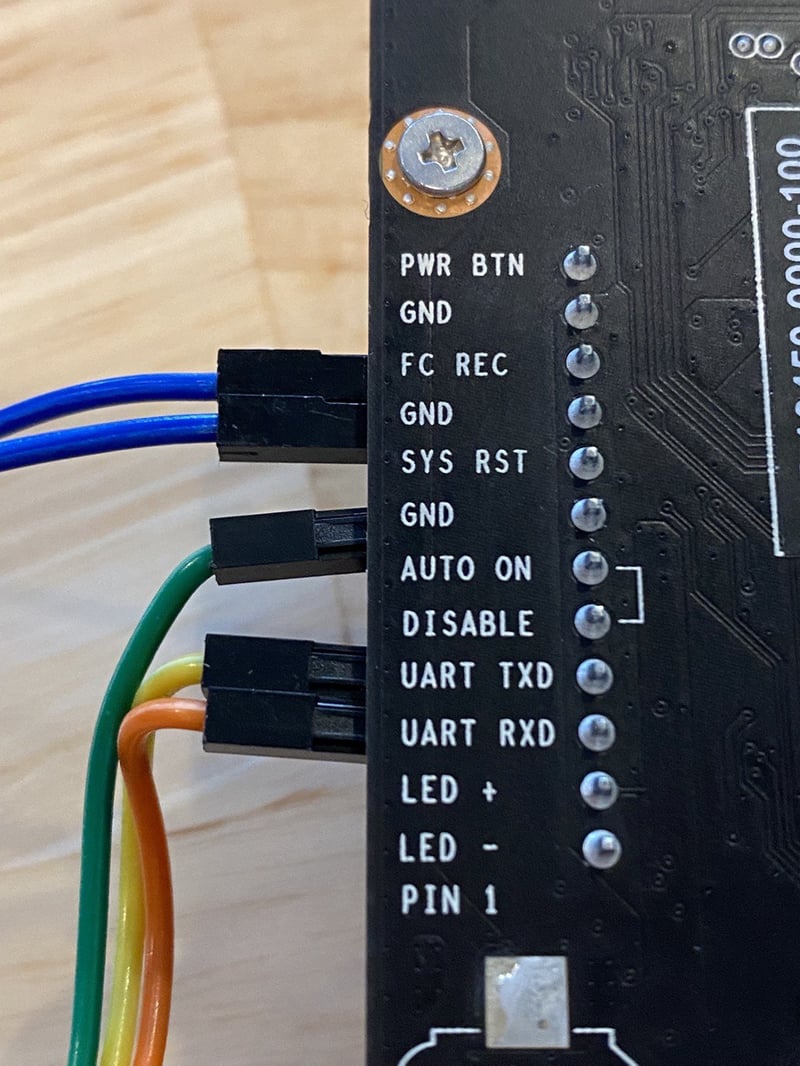 PWR BTN
GND
FC REC
GND
SYS RST
GND
AUTO ON
DISABLE
UART TXD
UART RXD
LED +
LED -
PIN 1